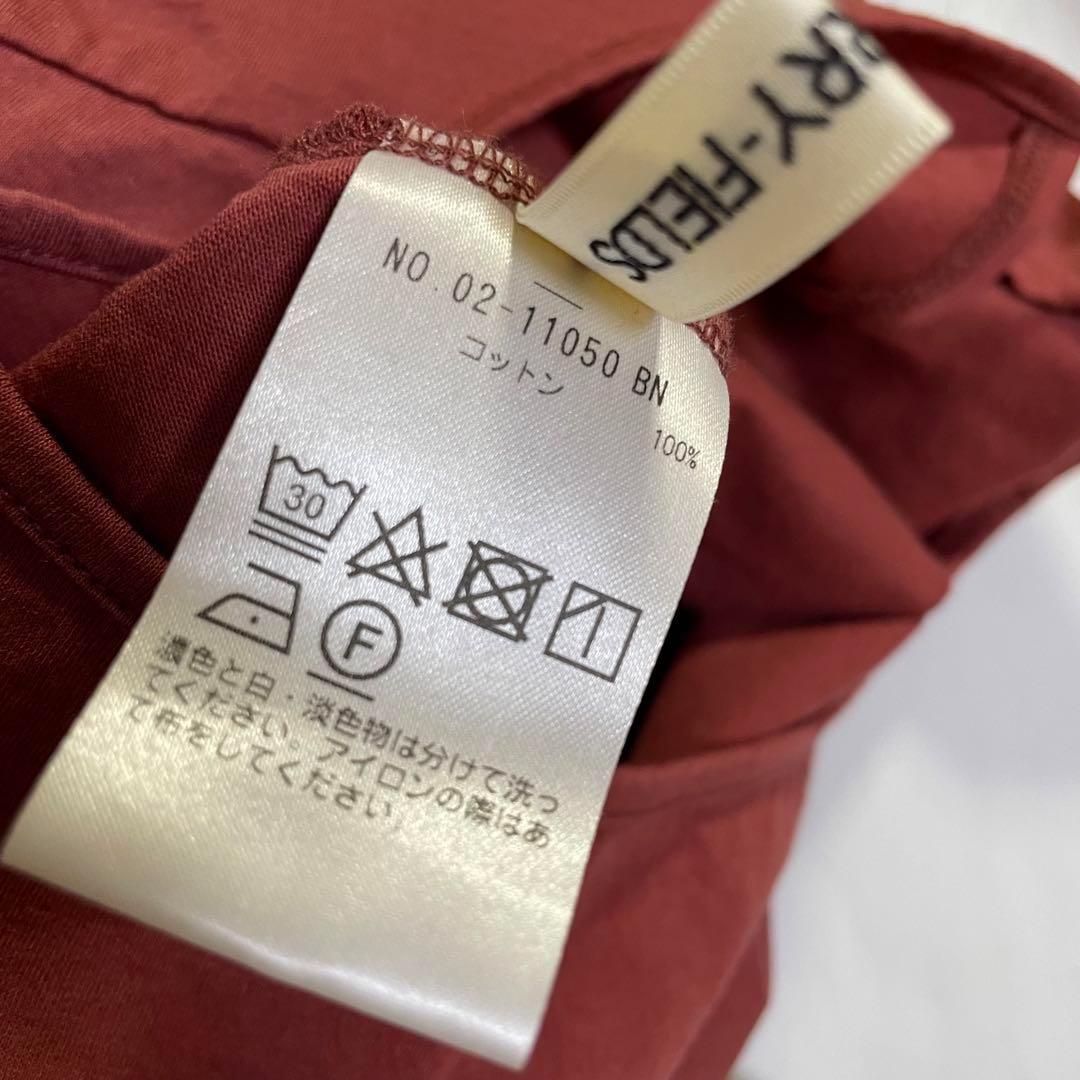 RY-FIELDS
NO.02-11050 BN
コットン
100%
30
F
濃色と白・淡色物は分けて洗っ
てください。アイロンの際はあ
て布をしてください。